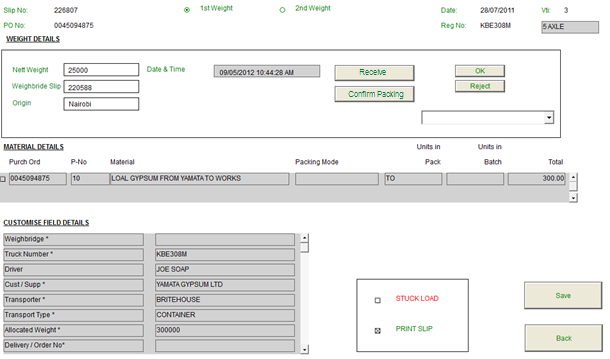 Slip No: 226807 1st Weight 2nd Weight Date: 28/07/2011 Vti: 3
PO No: 0045094875 Reg No: KBE308M 5 AXLE
WEIGHT DETAILS
Nett Weight 25000 Date & Time 09/05/2012 10:44:28 AM Receive OK
Weighbride Slip 220588 Confirm Packing Reject
Origin Nairobi
MATERIAL DETAILS Units in Units in
Purch Ord P-No Material Packing Mode Pack Batch Total
0045094875 10 LOAL GYPSUM FROM YAMATA TO WORKS TO 300.00
CUSTOMISE FIELD DETAILS
Weighbridge *
Truck Number * KBE308M
Driver JOE SOAP
Cust / Supp * YAMATA GYPSUM LTD
Transporter * BRITEHOUSE
Transport Type * CONTAINER
Allocated Weight * 300000
Delivery / Order No*
STUCK LOAD
PRINT SLIP
Save
Back